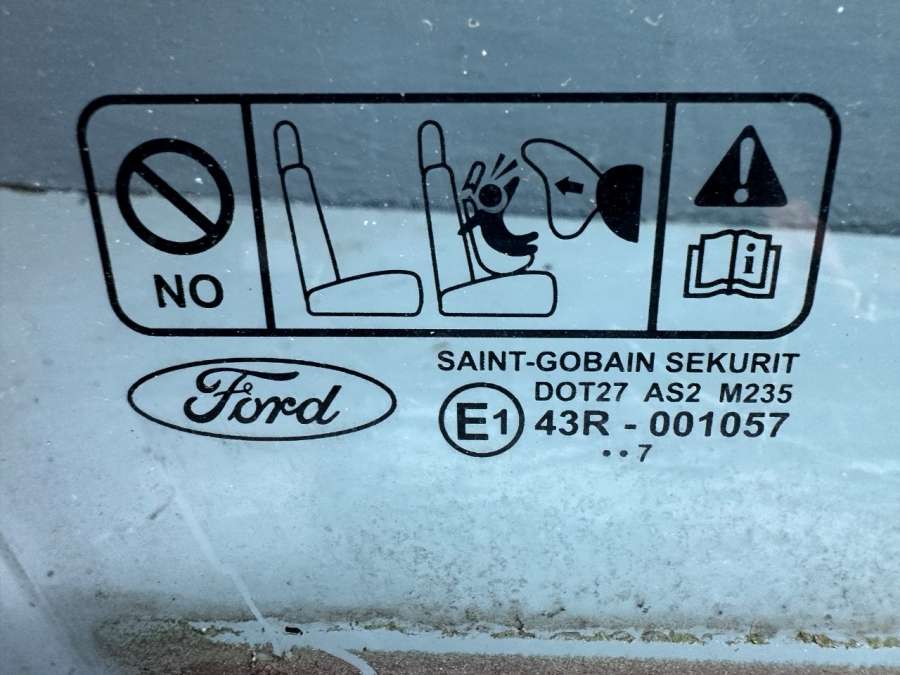 NO
i
Ford
SAINT-GOBAIN SEKURIT
DOT27 AS2 M235
E1 43R - 001057
••7